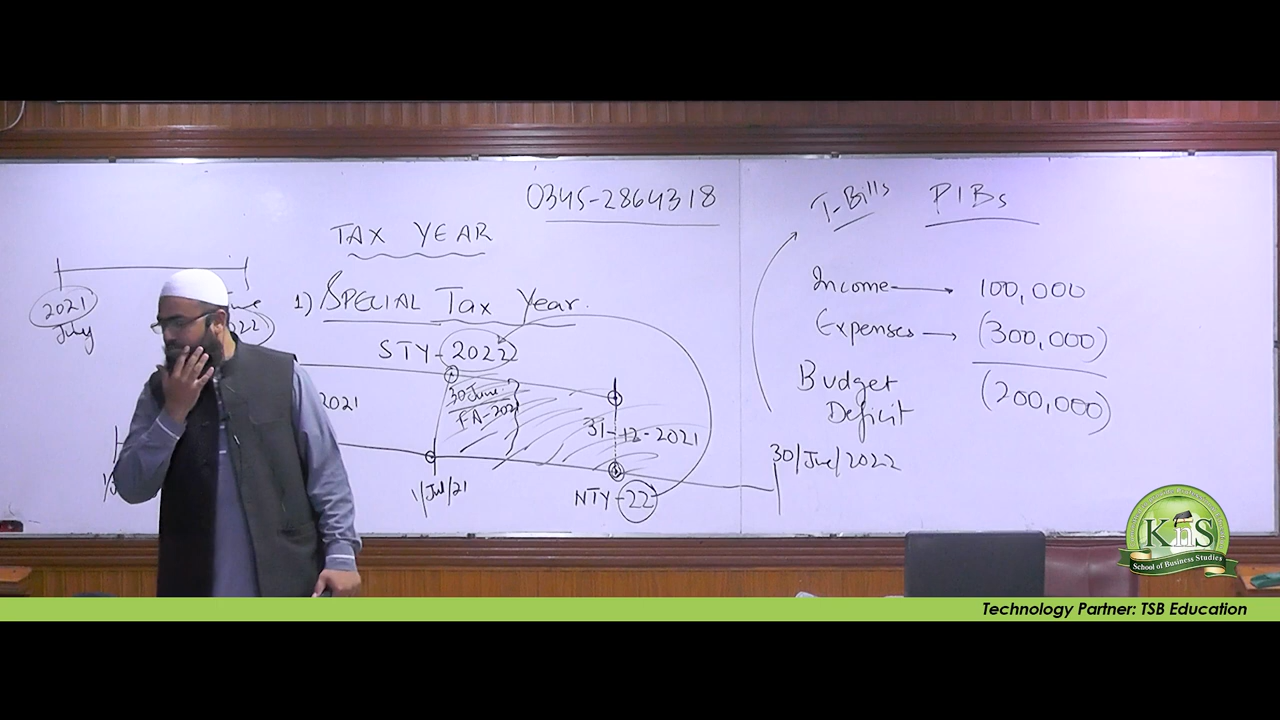 0345-2864318
TAX YEAR
2021
July
2022
1) SPECIAL Tax Year.
STY-2022
2021
30 June
FA-2021
31-12-2021
1/Jul/21
NTY-22
30/June/2022
T-Bills PIBs
Income → 100,000
Expenses → (300,000)
Budget
Deficit (200,000)
KnS
School of Business Studies
Technology Partner: TSB Education